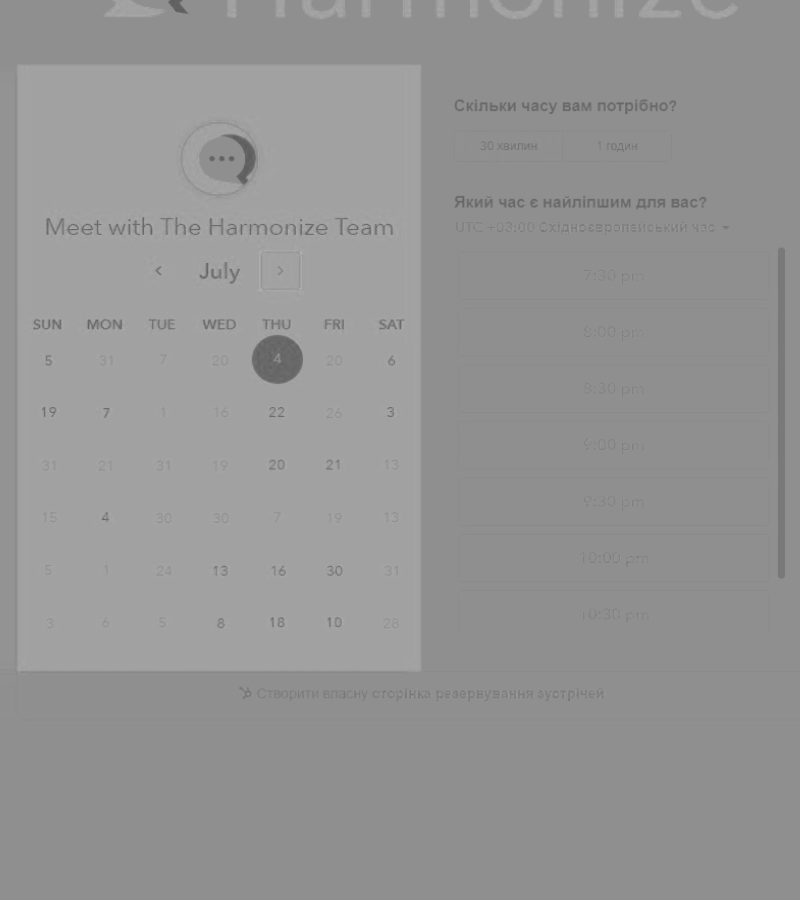 Harmonize
Meet with The Harmonize Team
July
SUN MON TUE WED THU FRI SAT
5 31 7 20 4 20 6
19 7 1 16 22 26 3
31 21 31 19 20 21 13
15 4 30 30 7 19 13
5 1 24 13 16 30 31
3 6 5 8 18 10 28
Скільки часу вам потрібно?
30 хвилин 1 годин
Який час є найліпшим для вас?
UTC +03:00 Східноєвропейський час
7:30 pm
8:00 pm
8:30 pm
9:00 pm
9:30 pm
10:00 pm
10:30 pm
Створити власну сторінка резервування зустрічей